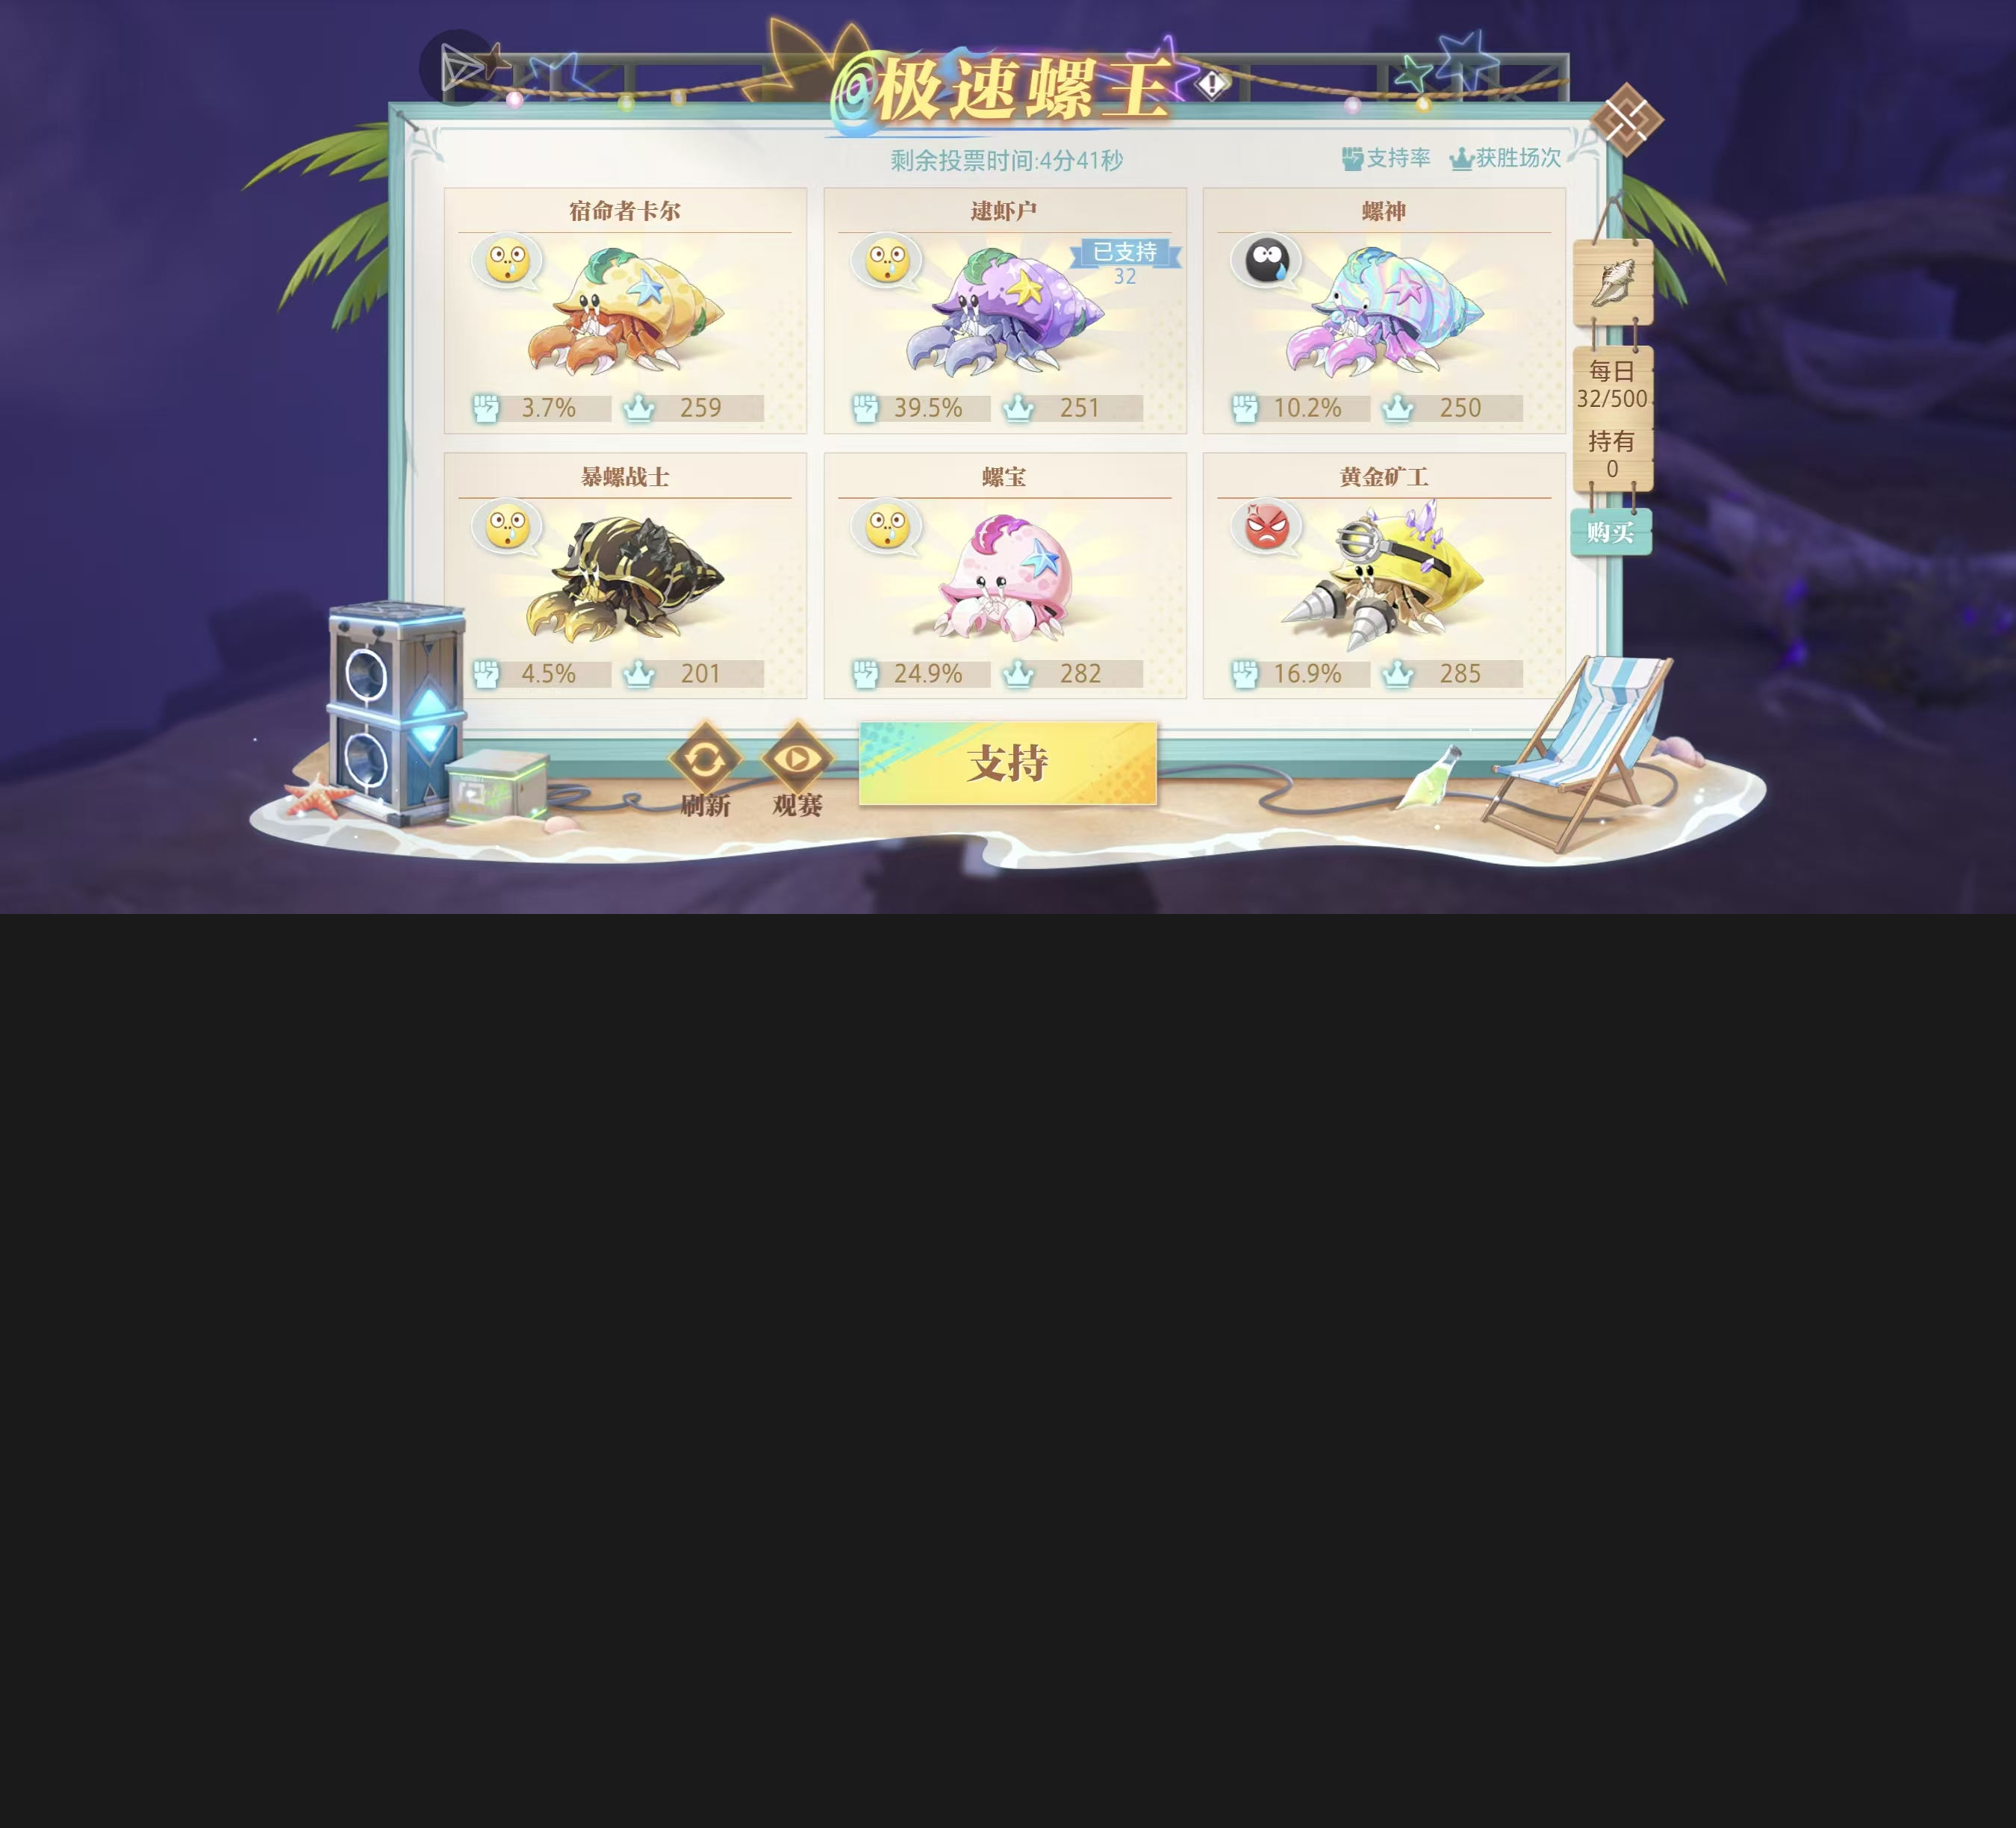 极速螺王
剩余投票时间:4分41秒
支持率 获胜场次
宿命者卡尔
3.7% 259
逮虾户
已支持
32
39.5% 251
螺神
10.2% 250
暴螺战士
4.5% 201
螺宝
24.9% 282
黄金矿工
16.9% 285
每日
32/500
持有
0
购买
刷新
观赛
支持